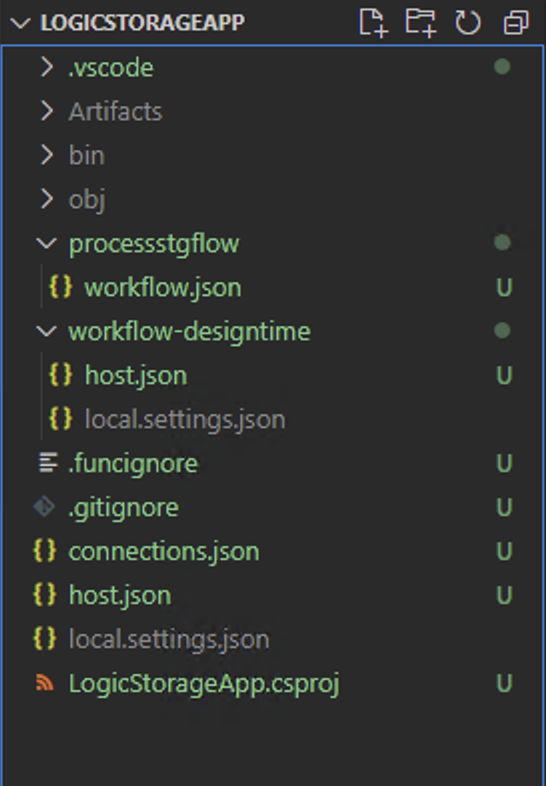 LOGICSTORAGEAPP
.vscode
Artifacts
bin
obj
processstgflow
{} workflow.json U
workflow-designtime
{} host.json U
{} local.settings.json
.funcignore U
.gitignore U
{} connections.json U
{} host.json U
{} local.settings.json
LogicStorageApp.csproj U